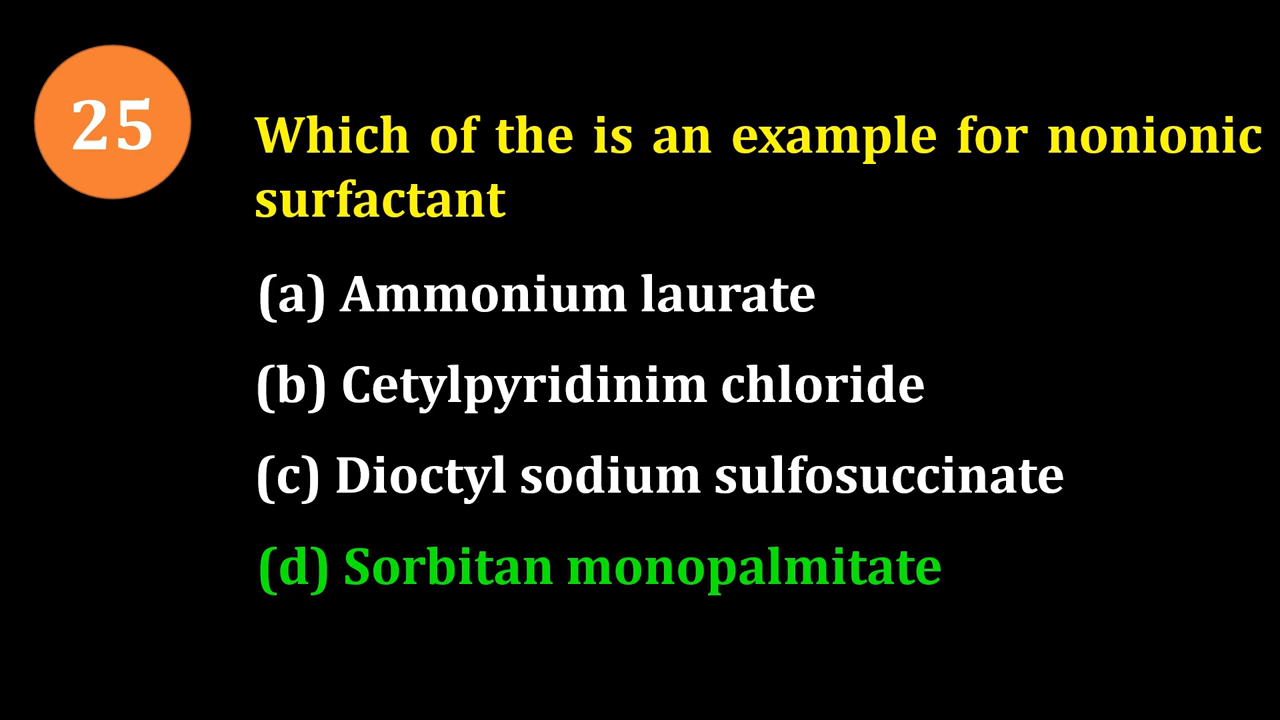 25
Which of the is an example for nonionic
surfactant
(a) Ammonium laurate
(b) Cetylpyridinim chloride
(c) Dioctyl sodium sulfosuccinate
(d) Sorbitan monopalmitate